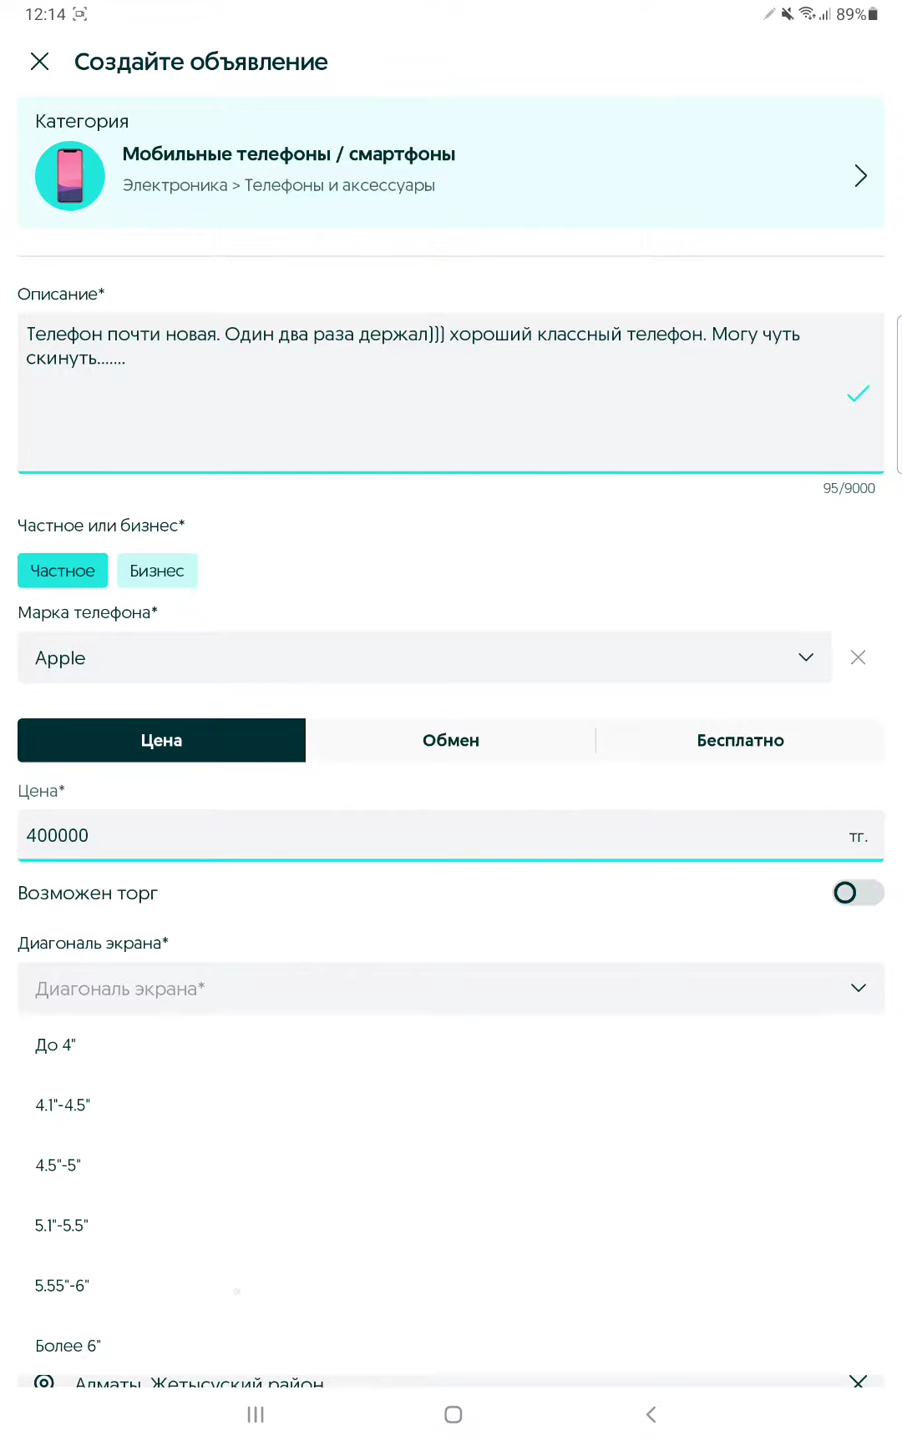 12:14
89%
Создайте объявление
Категория
Мобильные телефоны / смартфоны
Электроника > Телефоны и аксессуары
Описание*
Телефон почти новая. Один два раза держал))) хороший классный телефон. Могу чуть
скинуть.......
95/9000
Частное или бизнес*
Частное Бизнес
Марка телефона*
Apple
Цена Обмен Бесплатно
Цена*
400000 тг.
Возможен торг
Диагональ экрана*
Диагональ экрана*
До 4"
4.1"-4.5"
4.5"-5"
5.1"-5.5"
5.55"-6"
Более 6"
Алматы, Жетысуский район